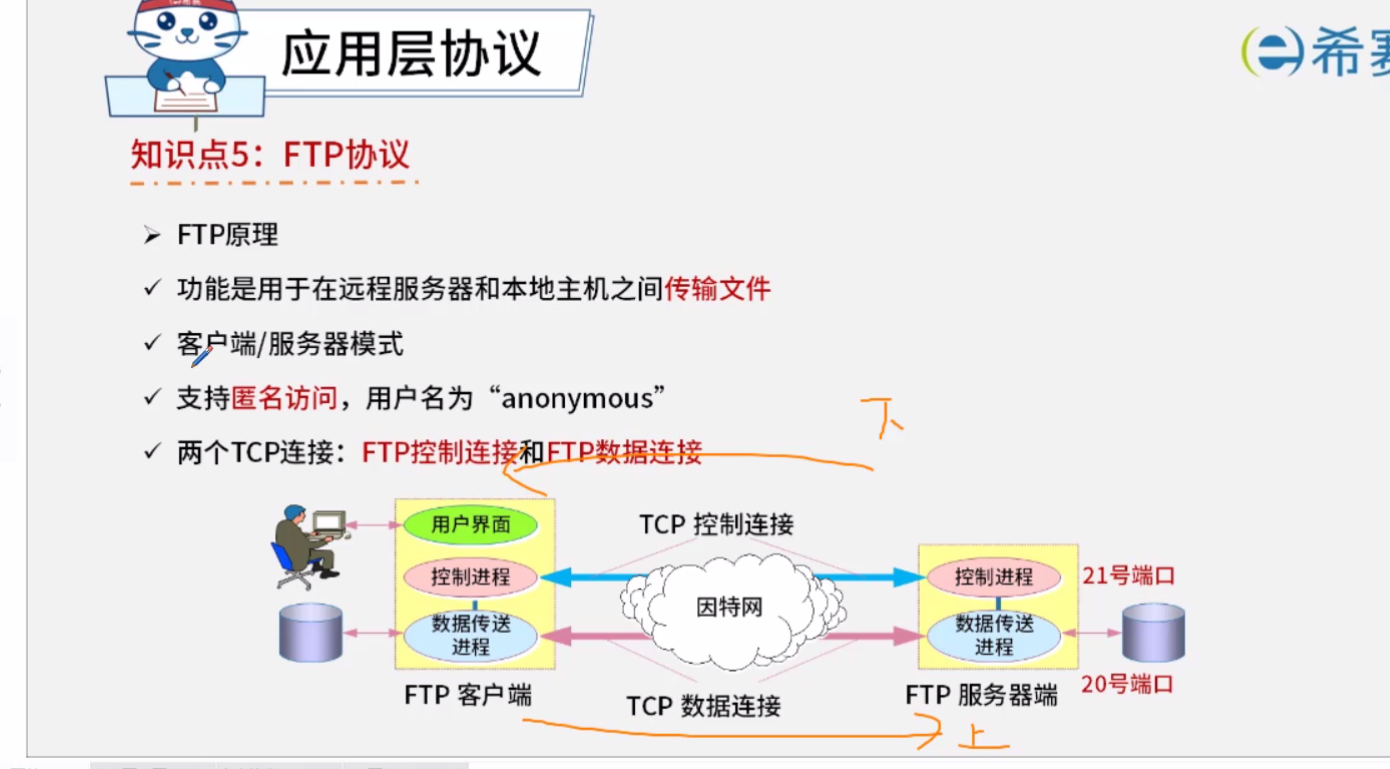 应用层协议
希赛
知识点5：FTP协议
FTP原理
功能是用于在远程服务器和本地主机之间传输文件
客户端/服务器模式
支持匿名访问，用户名为“anonymous”
下
两个TCP连接：FTP控制连接和FTP数据连接
用户界面
TCP 控制连接
控制进程
因特网
控制进程
21号端口
数据传送
进程
数据传送
进程
20号端口
FTP 客户端
TCP 数据连接
FTP 服务器端
上